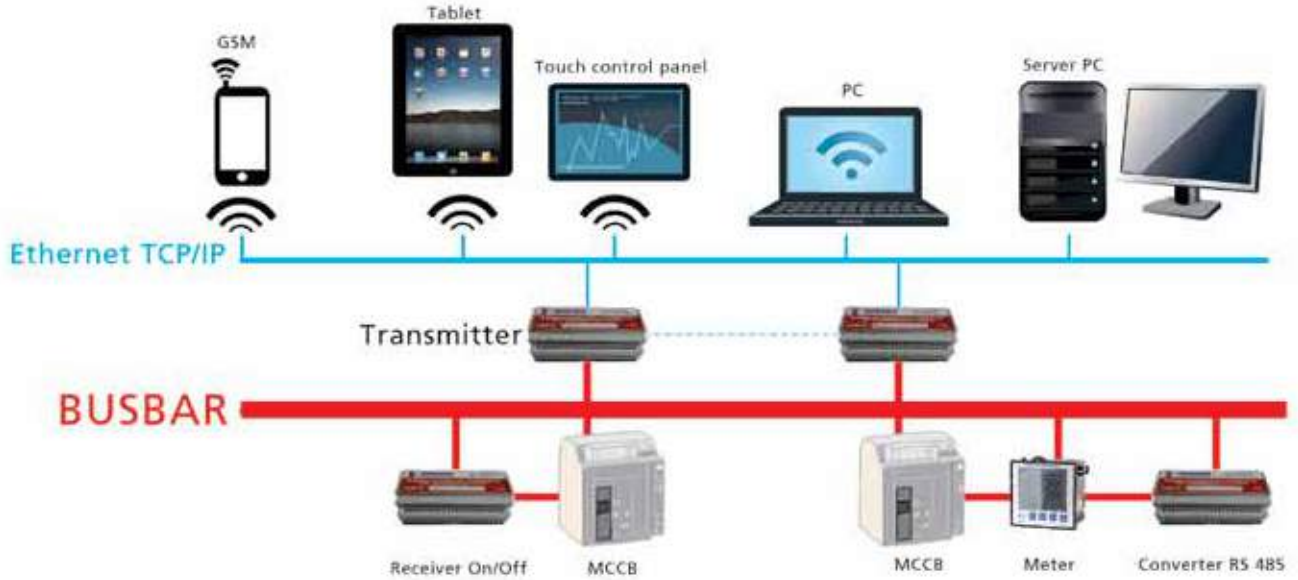 Tablet
GSM
Touch control panel
PC
Server PC
Ethernet TCP/IP
Transmitter
BUSBAR
Receiver On/Off
MCCB
MCCB
Meter
Converter RS 485